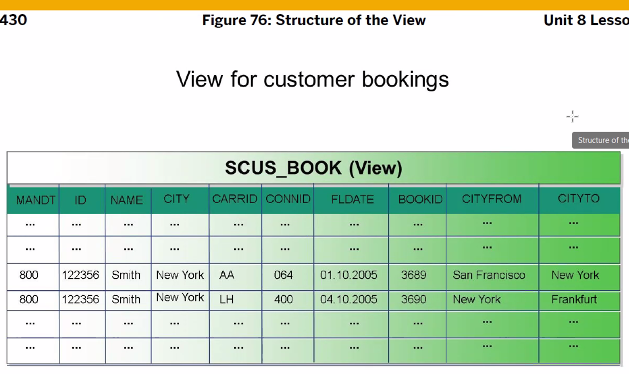 430 Figure 76: Structure of the View Unit 8 Lesso
View for customer bookings
Structure of the
SCUS_BOOK (View)
MANDT ID NAME CITY CARRID CONNID FLDATE BOOKID CITYFROM CITYTO
... ... ... ... ... ... ... ... ... ...
... ... ... ... ... ... ... ... ... ...
800 122356 Smith New York AA 064 01.10.2005 3689 San Francisco New York
800 122356 Smith New York LH 400 04.10.2005 3690 New York Frankfurt
... ... ... ... ... ... ... ... ... ...
... ... ... ... ... ... ... ... ... ...